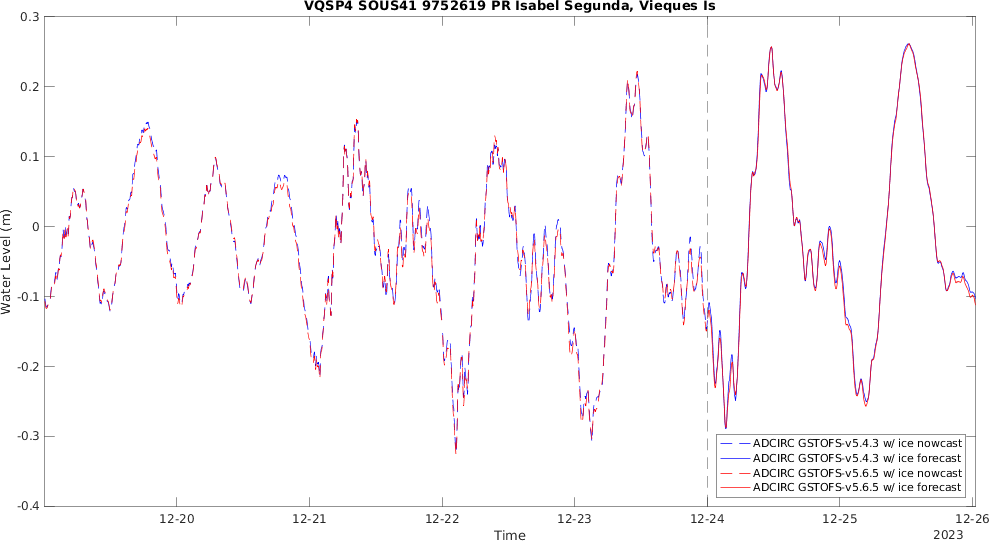 VQSP4 SOUS41 9752619 PR Isabel Segunda, Vieques Is
0.3
0.2
0.1
0
-0.1
-0.2
-0.3
-0.4
Water Level (m)
ADCIRC GSTOFS-v5.4.3 w/ ice nowcast
ADCIRC GSTOFS-v5.4.3 w/ ice forecast
ADCIRC GSTOFS-v5.6.5 w/ ice nowcast
ADCIRC GSTOFS-v5.6.5 w/ ice forecast
12-20 12-21 12-22 12-23 12-24 12-25 12-26
Time
2023